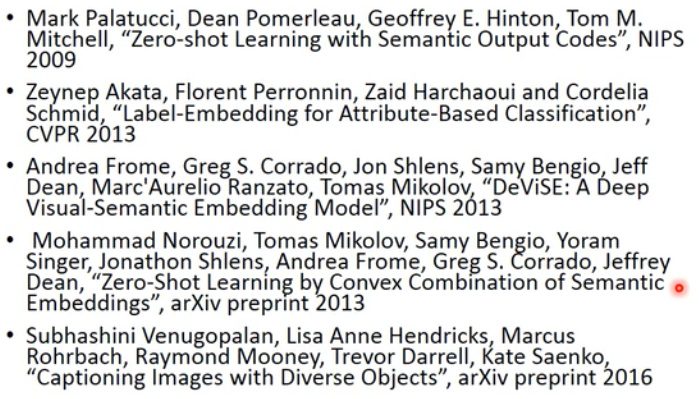 • Mark Palatucci, Dean Pomerleau, Geoffrey E. Hinton, Tom M.
Mitchell, “Zero-shot Learning with Semantic Output Codes”, NIPS
2009
• Zeynep Akata, Florent Perronnin, Zaid Harchaoui and Cordelia
Schmid, “Label-Embedding for Attribute-Based Classification”,
CVPR 2013
• Andrea Frome, Greg S. Corrado, Jon Shlens, Samy Bengio, Jeff
Dean, Marc'Aurelio Ranzato, Tomas Mikolov, “DeViSE: A Deep
Visual-Semantic Embedding Model”, NIPS 2013
• Mohammad Norouzi, Tomas Mikolov, Samy Bengio, Yoram
Singer, Jonathon Shlens, Andrea Frome, Greg S. Corrado, Jeffrey
Dean, “Zero-Shot Learning by Convex Combination of Semantic
Embeddings”, arXiv preprint 2013
• Subhashini Venugopalan, Lisa Anne Hendricks, Marcus
Rohrbach, Raymond Mooney, Trevor Darrell, Kate Saenko,
“Captioning Images with Diverse Objects”, arXiv preprint 2016